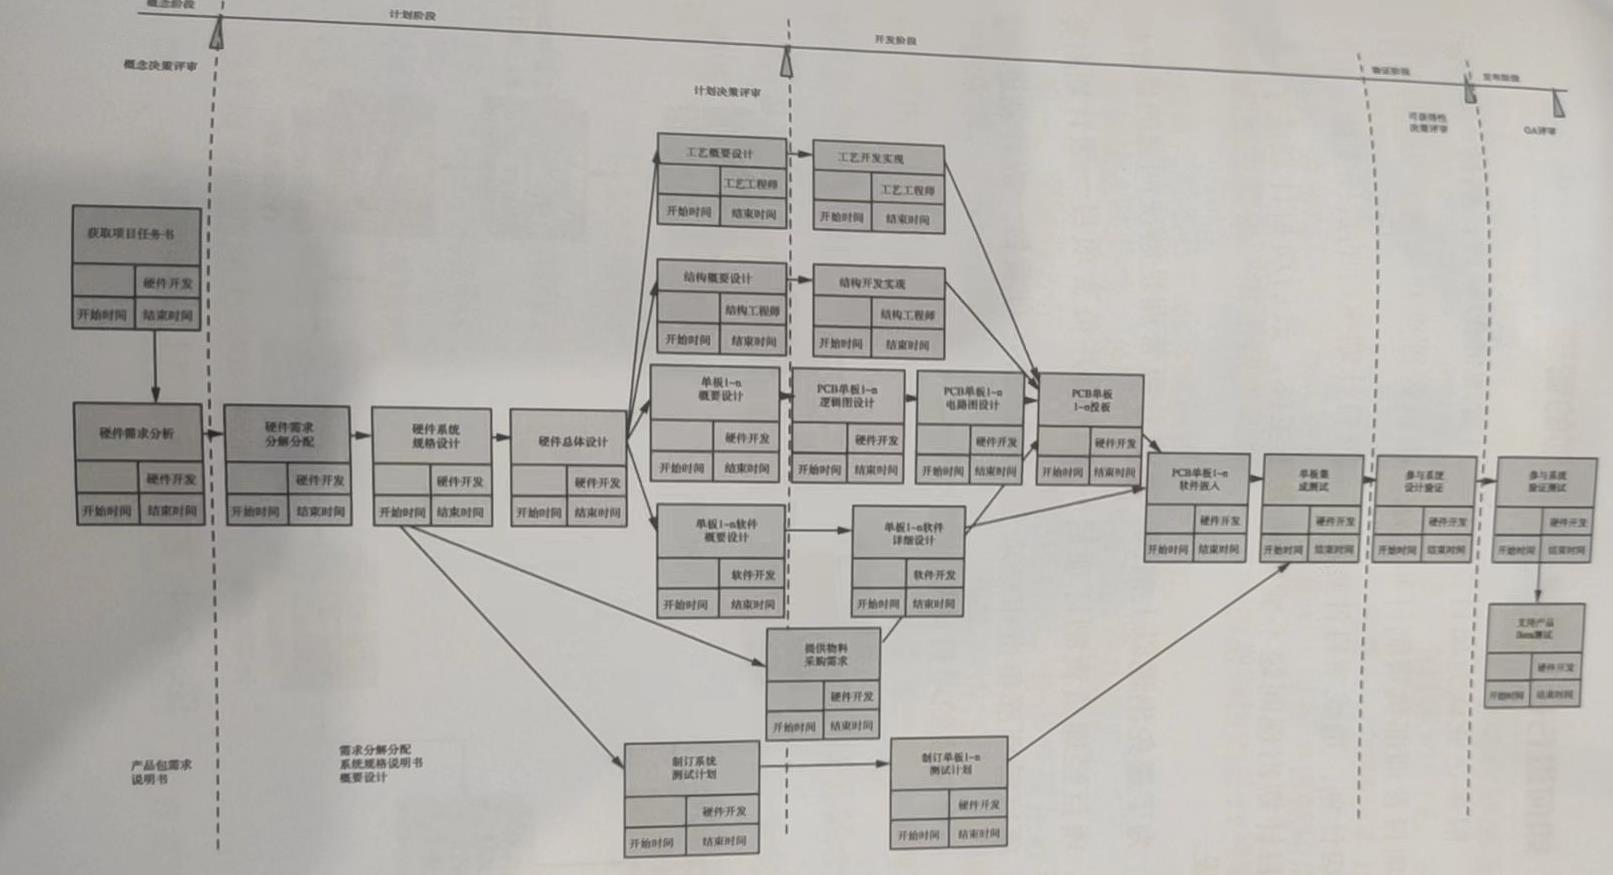 概念阶段
计划阶段
开发阶段
验证阶段
发布阶段
概念决策评审
计划决策评审
可获得性
决策评审
GA评审
获取项目任务书
硬件开发
开始时间 结束时间
硬件需求分析
硬件开发
开始时间 结束时间
硬件需求
分解分配
硬件开发
开始时间 结束时间
硬件系统
规格设计
硬件开发
开始时间 结束时间
硬件总体设计
硬件开发
开始时间 结束时间
工艺概要设计
工艺工程师
开始时间 结束时间
工艺开发实现
工艺工程师
开始时间 结束时间
结构概要设计
结构工程师
开始时间 结束时间
结构开发实现
结构工程师
开始时间 结束时间
单板1~n
概要设计
硬件开发
开始时间 结束时间
PCB单板1~n
逻辑图设计
硬件开发
开始时间 结束时间
PCB单板1~n
电路图设计
硬件开发
开始时间 结束时间
PCB单板
1~n投板
硬件开发
开始时间 结束时间
单板1~n软件
概要设计
软件开发
开始时间 结束时间
单板1~n软件
详细设计
软件开发
开始时间 结束时间
PCB单板1~n
软件嵌入
硬件开发
开始时间 结束时间
单板集
成测试
硬件开发
开始时间 结束时间
参与系统
设计验证
硬件开发
开始时间 结束时间
参与系统
验证测试
硬件开发
开始时间 结束时间
支持产品
测试
硬件开发
开始时间 结束时间
提供物料
采购需求
硬件开发
开始时间 结束时间
制订系统
测试计划
硬件开发
开始时间 结束时间
制订单板1~n
测试计划
硬件开发
开始时间 结束时间
产品包需求
说明书
需求分解分配
系统规格说明书
概要设计